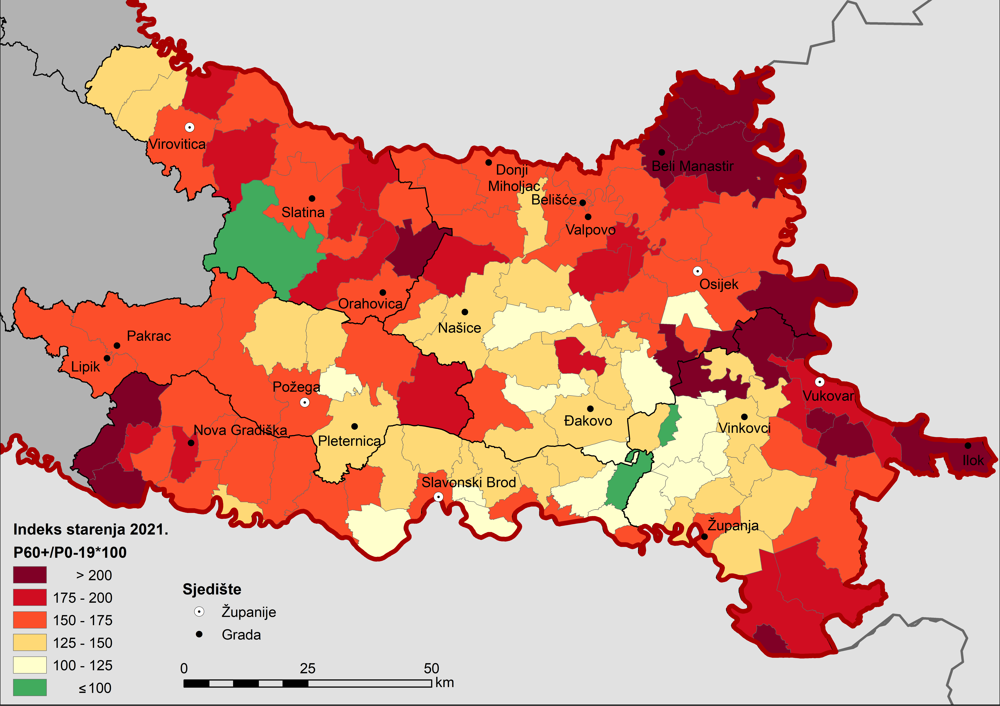 Virovitica
Donji
Miholjac
Beli Manastir
Belišće
Slatina
Valpovo
Osijek
Orahovica
Našice
Pakrac
Lipik
Požega
Vukovar
Đakovo
Vinkovci
Nova Gradiška
Pleternica
Ilok
Slavonski Brod
Županja
Indeks starenja 2021.
P60+/P0-19*100
> 200
175 - 200
150 - 175
125 - 150
100 - 125
≤ 100
Sjedište
Županije
Grada
0 25 50
km